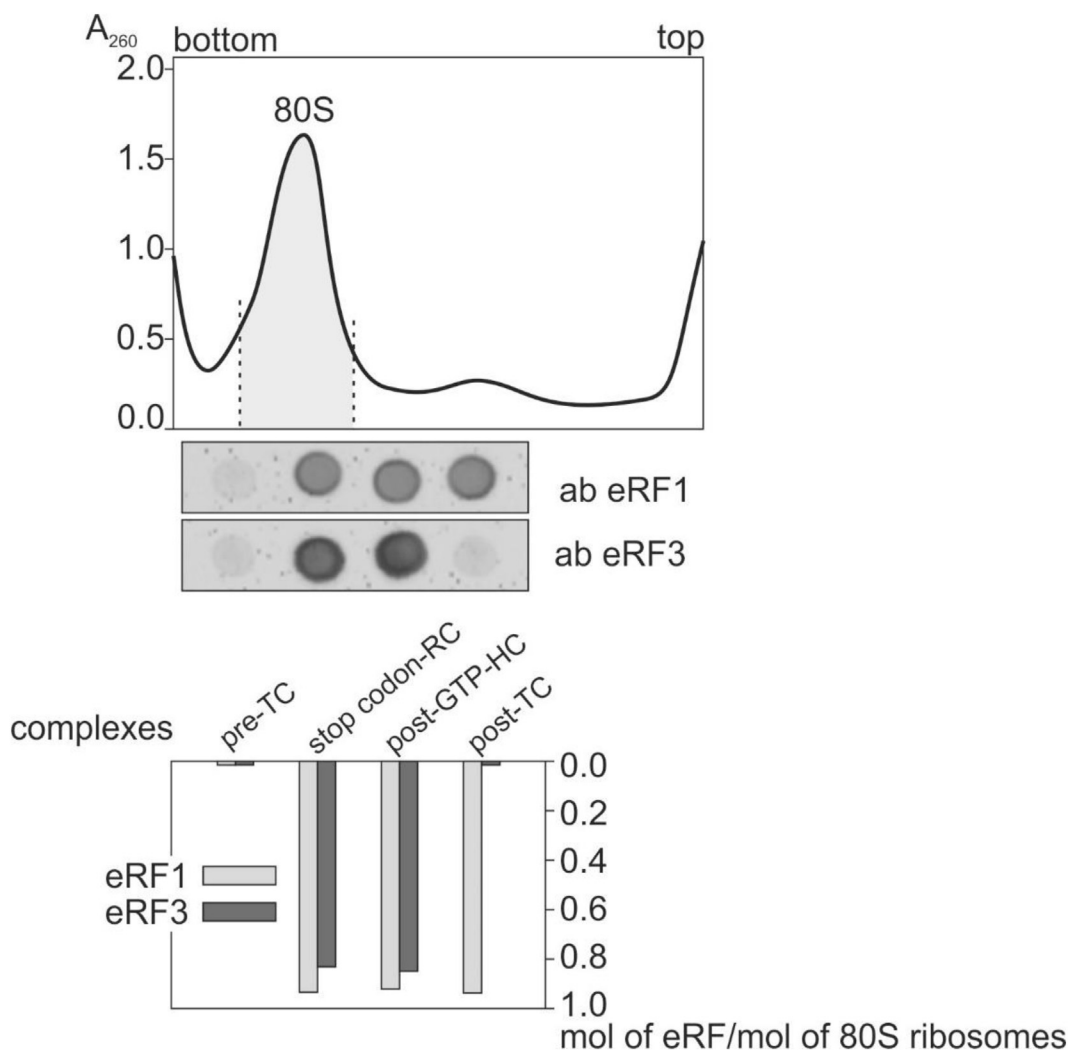 A260
bottom
top
2.0
80S
1.5
1.0
0.5
0.0
ab eRF1
ab eRF3
complexes
pre-TC
stop codon-RC
post-GTP-HC
post-TC
0.0
0.2
0.4
eRF1
0.6
eRF3
0.8
1.0
mol of eRF/mol of 80S ribosomes